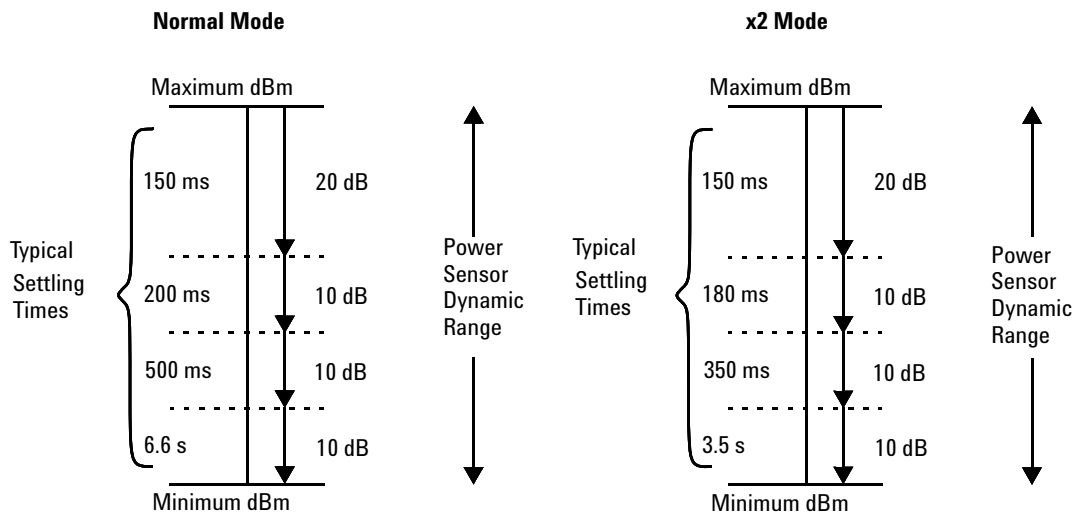 Normal Mode
Maximum dBm
150 ms
20 dB
Typical
Settling
Times
200 ms
10 dB
500 ms
10 dB
6.6 s
10 dB
Minimum dBm
Power
Sensor
Dynamic
Range
x2 Mode
Maximum dBm
150 ms
20 dB
Typical
Settling
Times
180 ms
10 dB
350 ms
10 dB
3.5 s
10 dB
Minimum dBm
Power
Sensor
Dynamic
Range